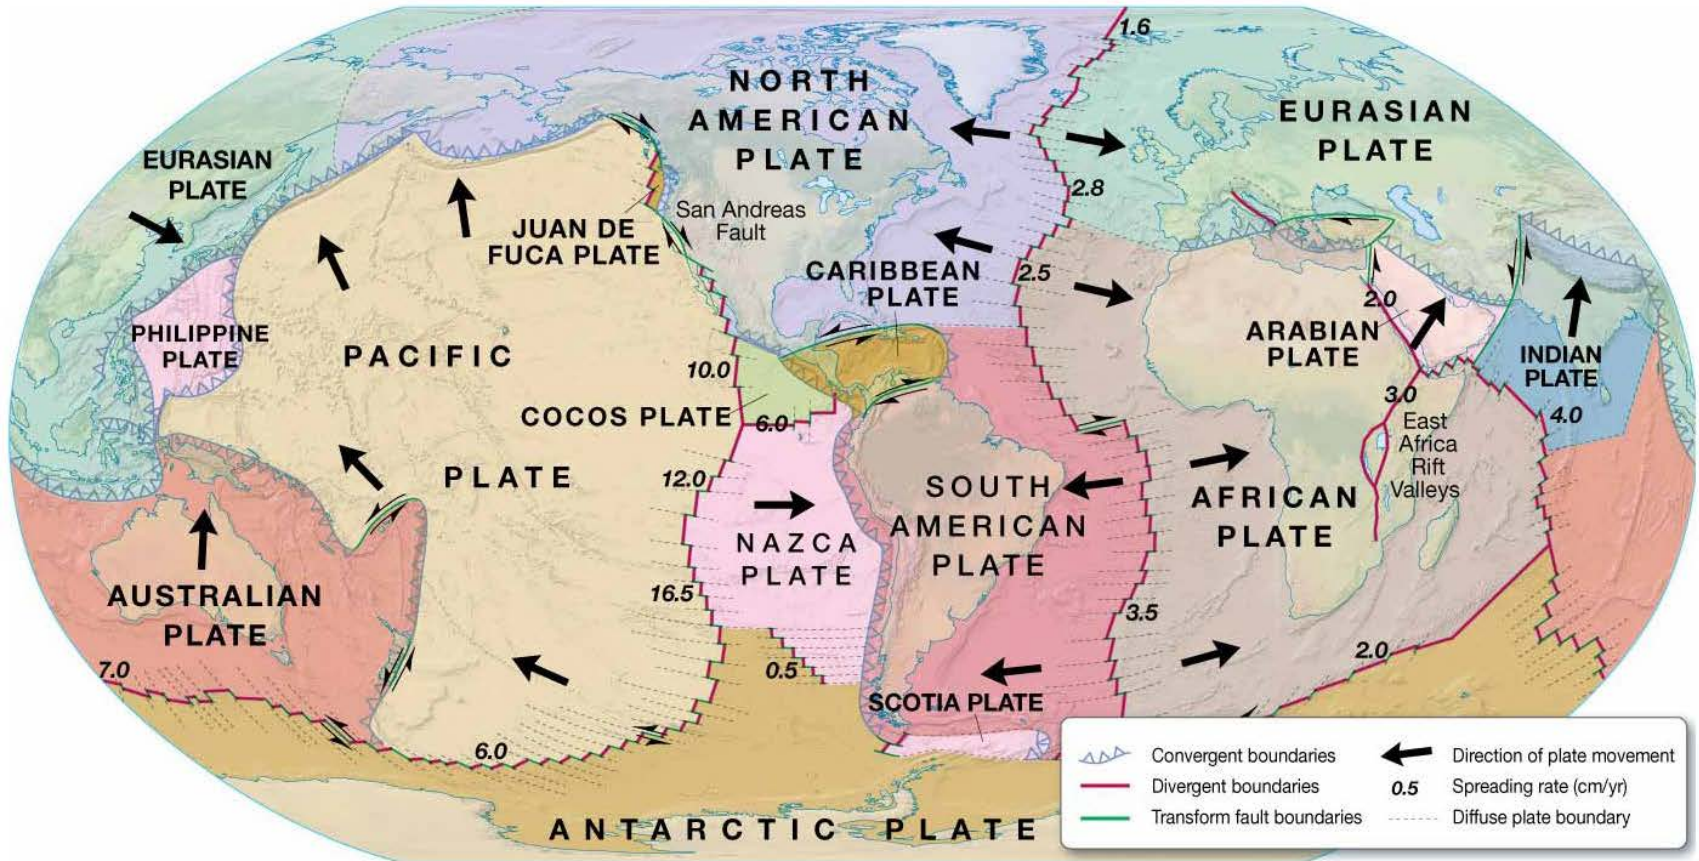 1.6
NORTH
AMERICAN
PLATE
EURASIAN
PLATE
EURASIAN
PLATE
2.8
San Andreas
Fault
JUAN DE
FUCA PLATE
CARIBBEAN
PLATE
2.5
2.0
ARABIAN
PLATE
PHILIPPINE
PLATE
PACIFIC
PLATE
INDIAN
PLATE
10.0
COCOS PLATE
6.0
3.0
East
Africa
Rift
Valleys
4.0
12.0
SOUTH
AMERICAN
PLATE
AFRICAN
PLATE
NAZCA
PLATE
16.5
AUSTRALIAN
PLATE
3.5
7.0
0.5
2.0
SCOTIA PLATE
6.0
ANTARCTIC PLATE
Convergent boundaries
Divergent boundaries
Transform fault boundaries
Direction of plate movement
0.5 Spreading rate (cm/yr)
Diffuse plate boundary